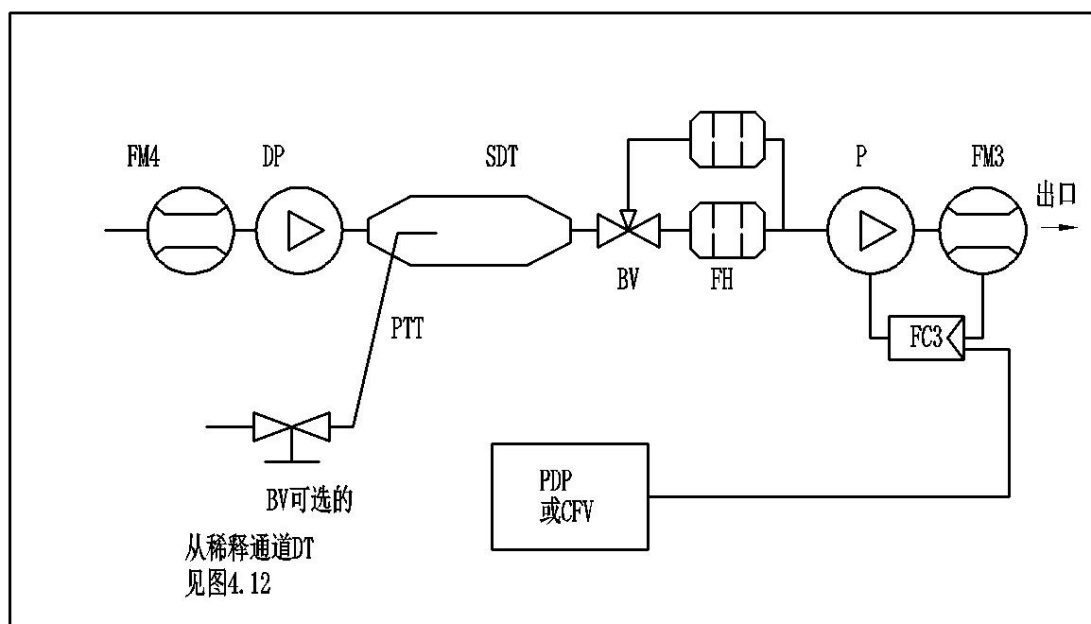 FM4
DP
SDT
P
FM3
出口
BV
FH
PTT
FC3
BV可选的
从稀释通道DT
见图4.12
PDP
或CFV